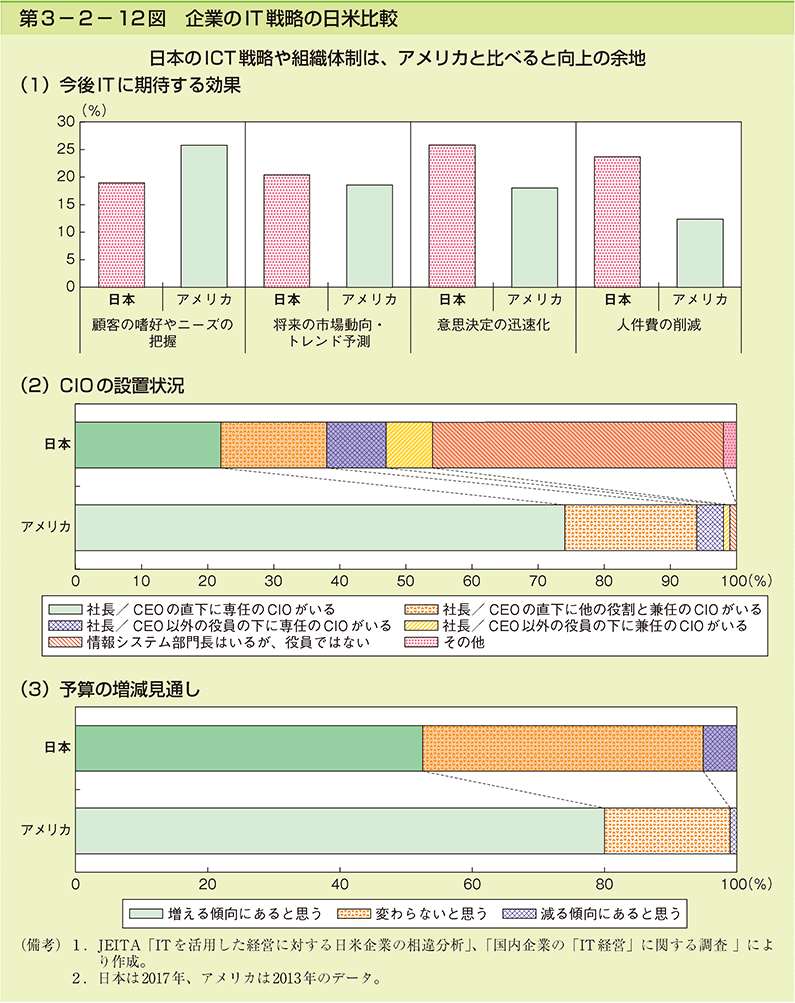 第3-2-12図 企業のIT戦略の日米比較
日本のICT戦略や組織体制は、アメリカと比べると向上の余地
(1)今後ITに期待する効果
(%)
30
25
20
15
10
5
0
日本 アメリカ 日本 アメリカ 日本 アメリカ 日本 アメリカ
顧客の嗜好やニーズの 将来の市場動向・ 意思決定の迅速化 人件費の削減
把握 トレンド予測
(2)CIOの設置状況
日本
アメリカ
0 10 20 30 40 50 60 70 80 90 100(%)
社長/CEOの直下に専任のCIOがいる 社長/CEOの直下に他の役割と兼任のCIOがいる
社長/CEO以外の役員の下に専任のCIOがいる 社長/CEO以外の役員の下に兼任のCIOがいる
情報システム部門長はいるが、役員ではない その他
(3)予算の増減見通し
日本
アメリカ
0 20 40 60 80 100(%)
増える傾向にあると思う 変わらないと思う 減る傾向にあると思う
(備考)1.JEITA「ITを活用した経営に対する日米企業の相違分析」、「国内企業の「IT経営」に関する調査 」によ
り作成。
2.日本は2017年、アメリカは2013年のデータ。